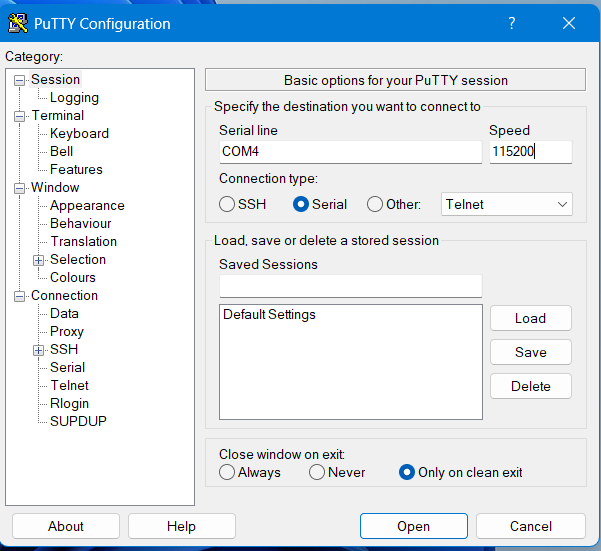 PuTTY Configuration
?
Category:
Session
Logging
Terminal
Keyboard
Bell
Features
Window
Appearance
Behaviour
Translation
Selection
Colours
Connection
Data
Proxy
SSH
Serial
Telnet
Rlogin
SUPDUP
Basic options for your PuTTY session
Specify the destination you want to connect to
Serial line Speed
COM4 115200
Connection type:
SSH Serial Other: Telnet
Load, save or delete a stored session
Saved Sessions
Default Settings
Load
Save
Delete
Close window on exit:
Always Never Only on clean exit
About Help Open Cancel